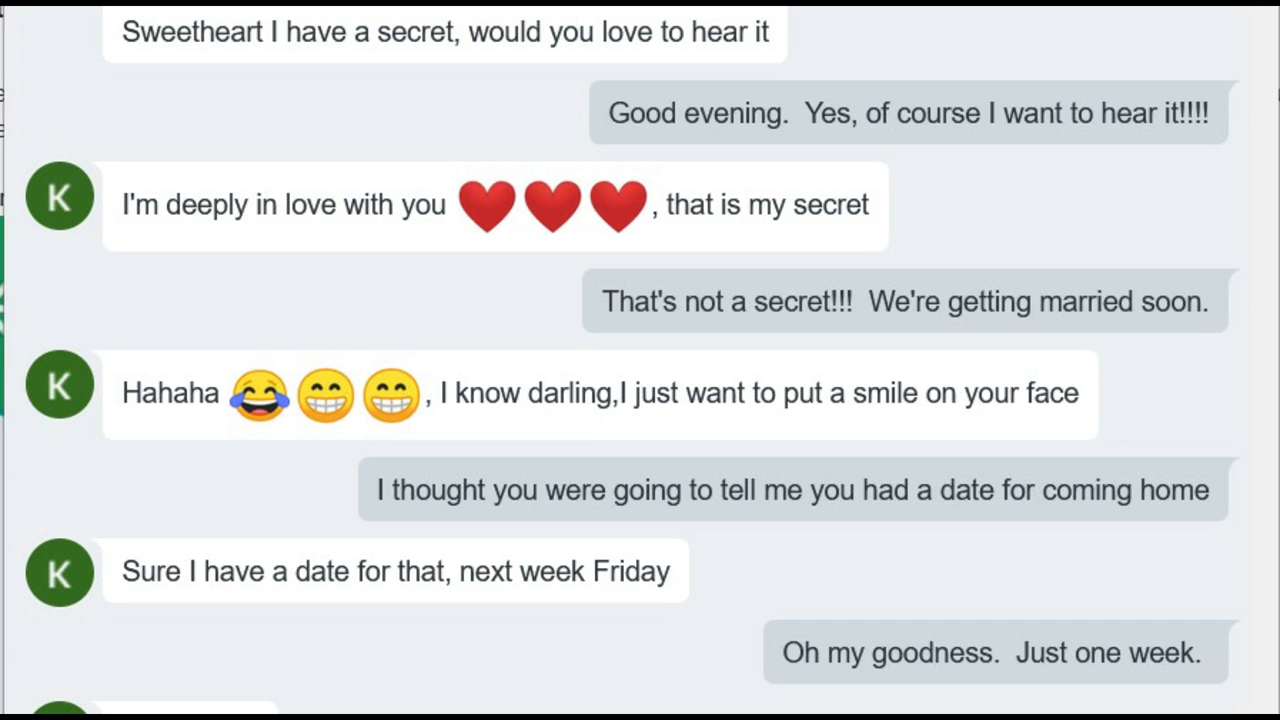 Sweetheart I have a secret, would you love to hear it
Good evening.  Yes, of course I want to hear it!!!!
K
I'm deeply in love with you ❤️❤️❤️, that is my secret
That's not a secret!!!  We're getting married soon.
K
Hahaha 😂😁😁, I know darling,I just want to put a smile on your face
I thought you were going to tell me you had a date for coming home
K
Sure I have a date for that, next week Friday
Oh my goodness.  Just one week.